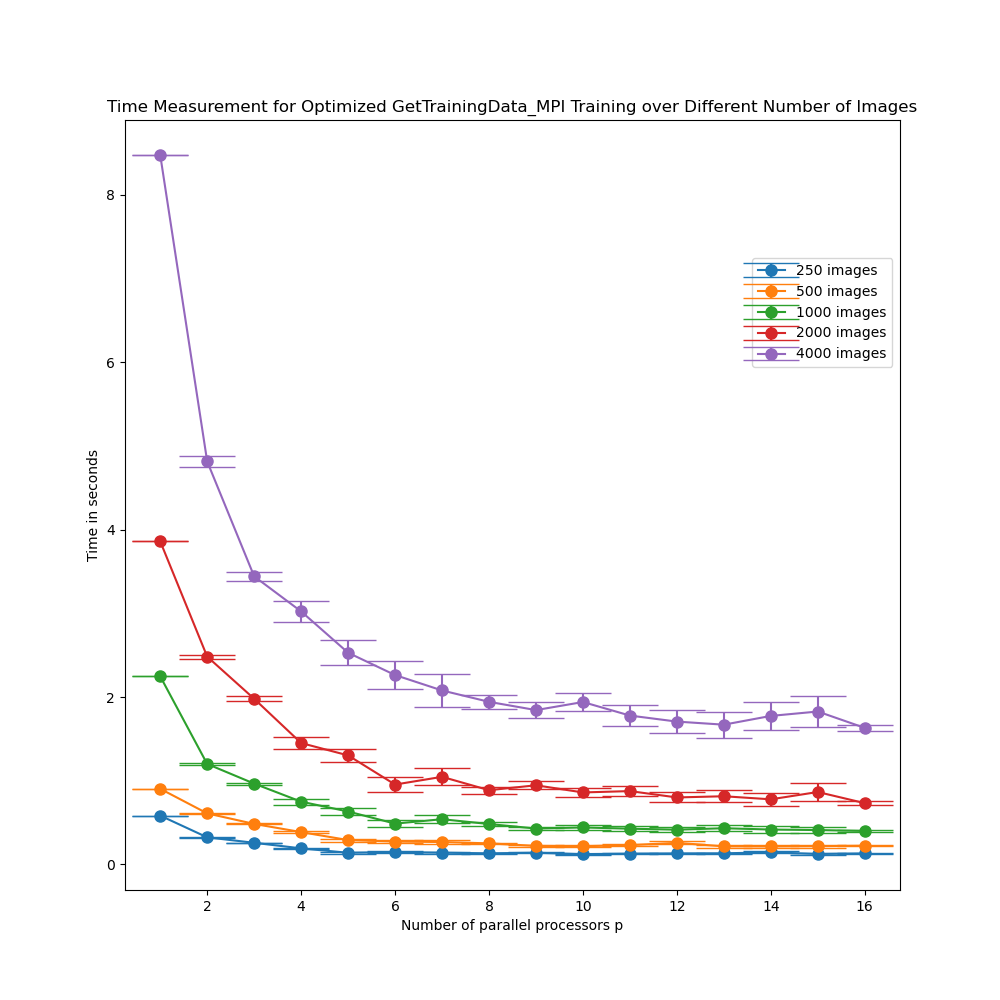 Time Measurement for Optimized GetTrainingData_MPI Training over Different Number of Images
8
6
4
2
0
Time in seconds
250 images
500 images
1000 images
2000 images
4000 images
2 4 6 8 10 12 14 16
Number of parallel processors p